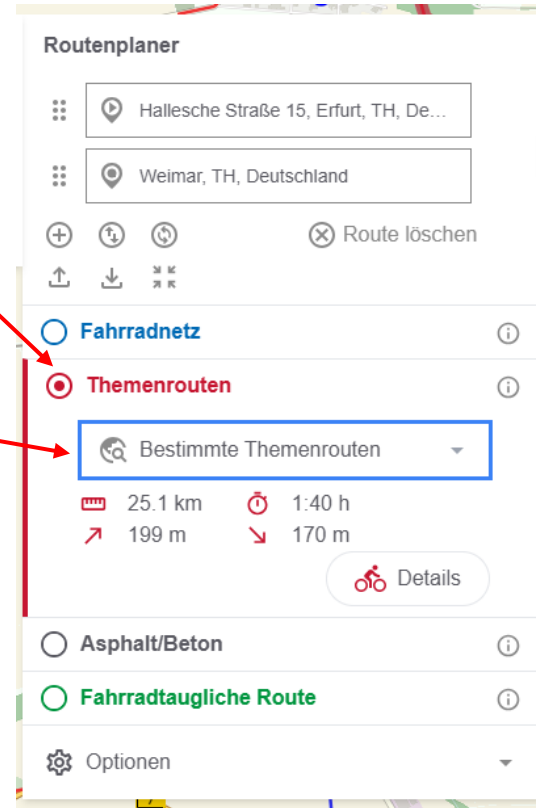 Routenplaner
Hallesche Straße 15, Erfurt, TH, De...
Weimar, TH, Deutschland
Route löschen
Fahrradnetz
Themenrouten
Bestimmte Themenrouten
25.1 km 1:40 h
199 m 170 m
Details
Asphalt/Beton
Fahrradtaugliche Route
Optionen